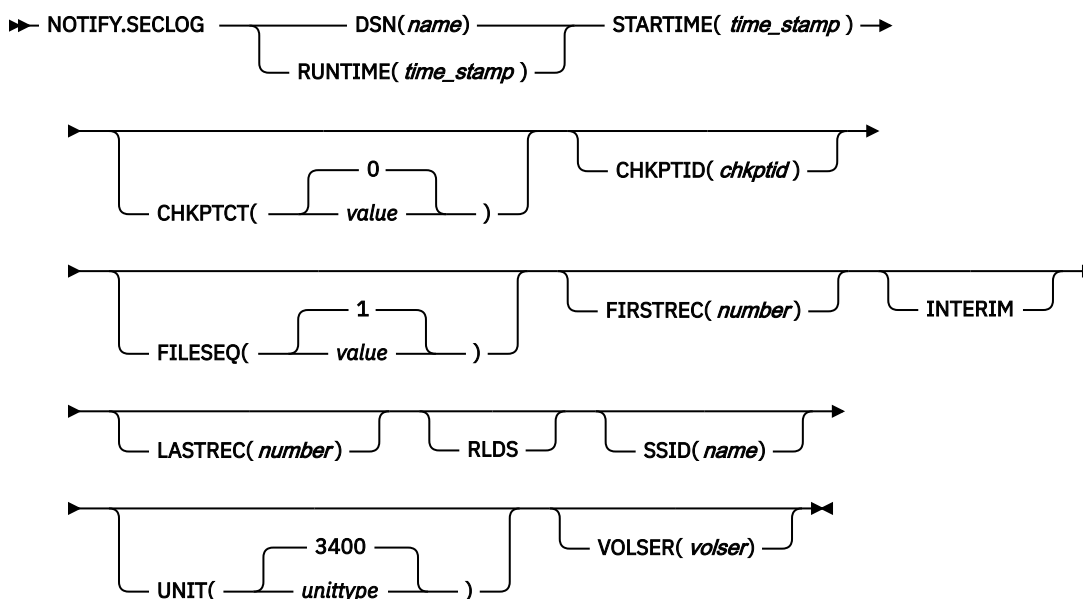 NOTIFY.SECLOG DSN(name) STARTIME( time_stamp )
RUNTIME( time_stamp )
0
CHKPTCT( value )
CHKPTID( chkptid )
1
FILESEQ( value )
FIRSTREC( number )
INTERIM
LASTREC( number )
RLDS
SSID( name )
3400
UNIT( unittype )
VOLSER( volser )